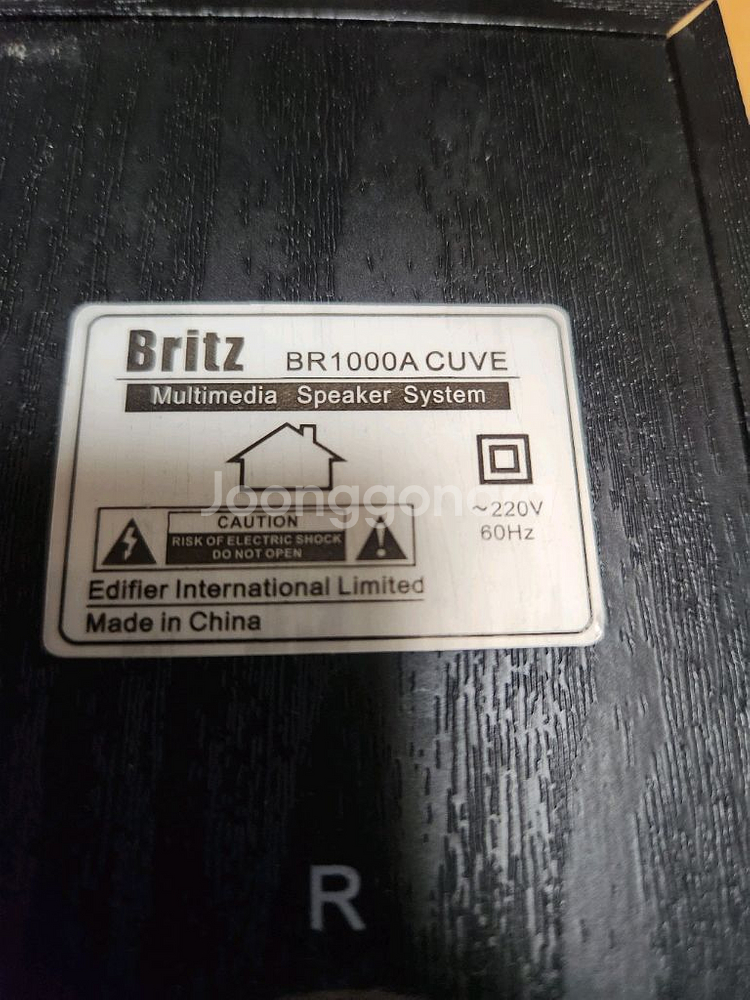 Britz BR1000A CUVE
Multimedia Speaker System
~220V
60Hz
CAUTION
RISK OF ELECTRIC SHOCK
DO NOT OPEN
Edifier International Limited
Made in China
R